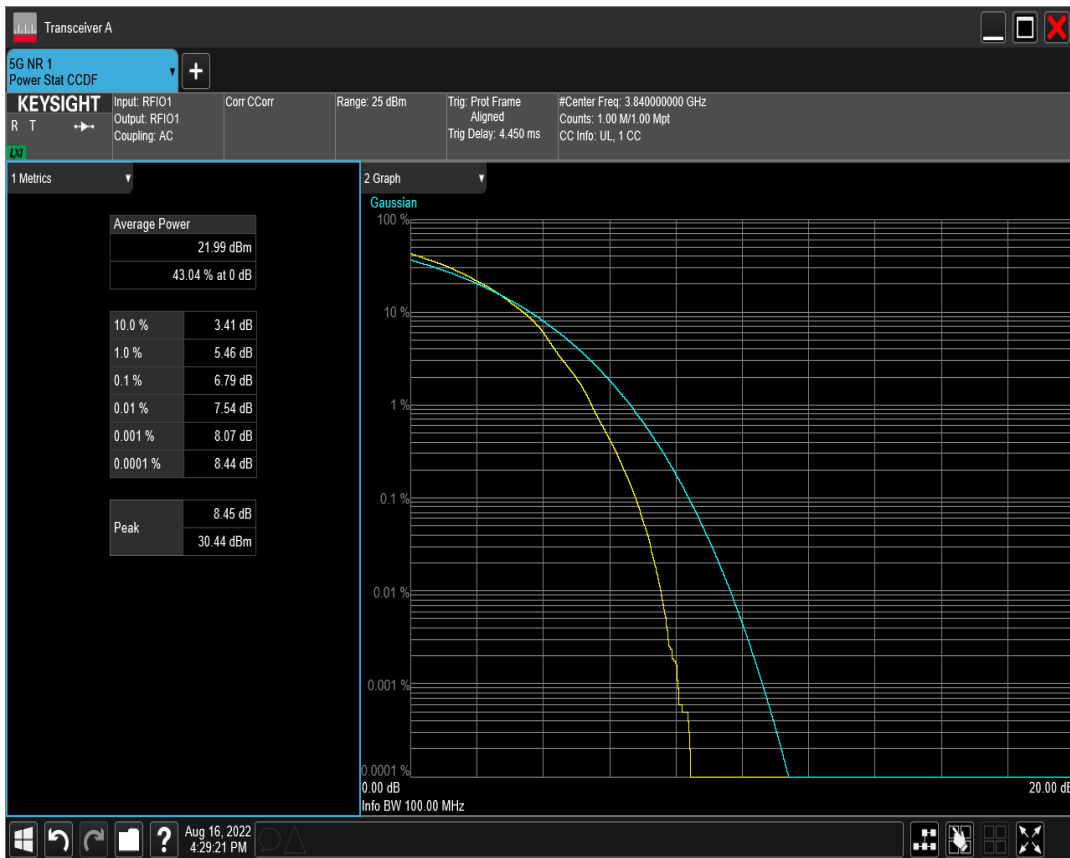 Transceiver A
5G NR 1
Power Stat CCDF
+
KEYSIGHT
R T
LXI
Input: RFIO1
Output: RFIO1
Coupling: AC
Corr CCorr
Range: 25 dBm
Trig: Prot Frame
Aligned
Trig Delay: 4.450 ms
#Center Freq: 3.840000000 GHz
Counts: 1.00 M/1.00 Mpt
CC Info: UL, 1 CC
1 Metrics
Average Power
21.99 dBm
43.04 % at 0 dB
10.0 % 3.41 dB
1.0 % 5.46 dB
0.1 % 6.79 dB
0.01 % 7.54 dB
0.001 % 8.07 dB
0.0001 % 8.44 dB
Peak 8.45 dB
30.44 dBm
2 Graph
Gaussian
100 %
10 %
1 %
0.1 %
0.01 %
0.001 %
0.0001 %
0.00 dB 20.00 dB
Info BW 100.00 MHz
?
Aug 16, 2022
4:29:21 PM